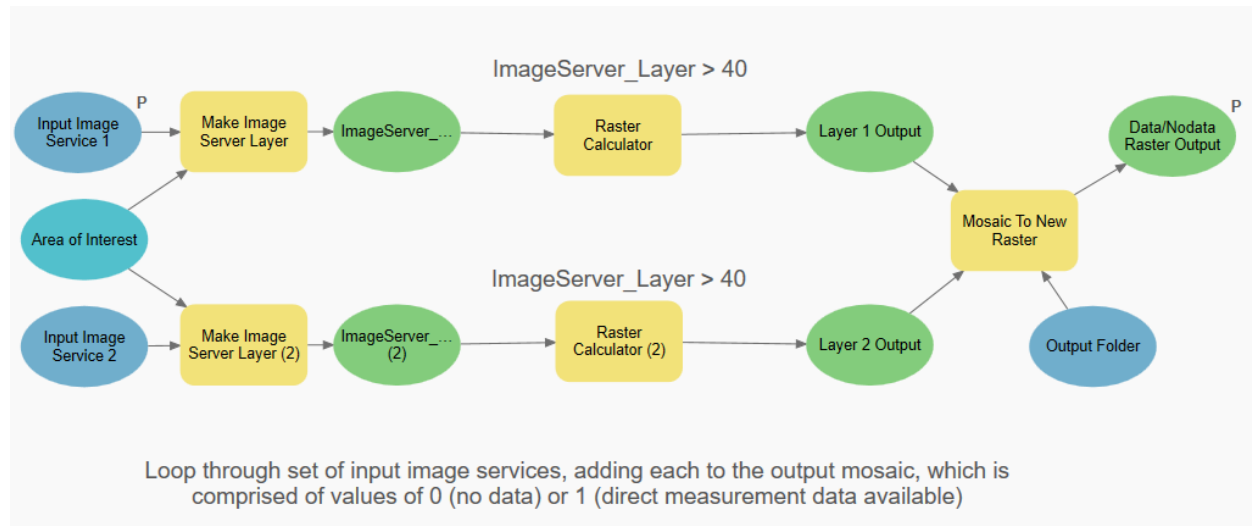 ImageServer_Layer > 40
P
Input Image
Service 1
Make Image
Server Layer
ImageServer_...
Raster
Calculator
Layer 1 Output
P
Data/Nodata
Raster Output
Area of Interest
Mosaic To New
Raster
ImageServer_Layer > 40
Input Image
Service 2
Make Image
Server Layer (2)
ImageServer_...
(2)
Raster
Calculator (2)
Layer 2 Output
Output Folder
Loop through set of input image services, adding each to the output mosaic, which is
comprised of values of 0 (no data) or 1 (direct measurement data available)